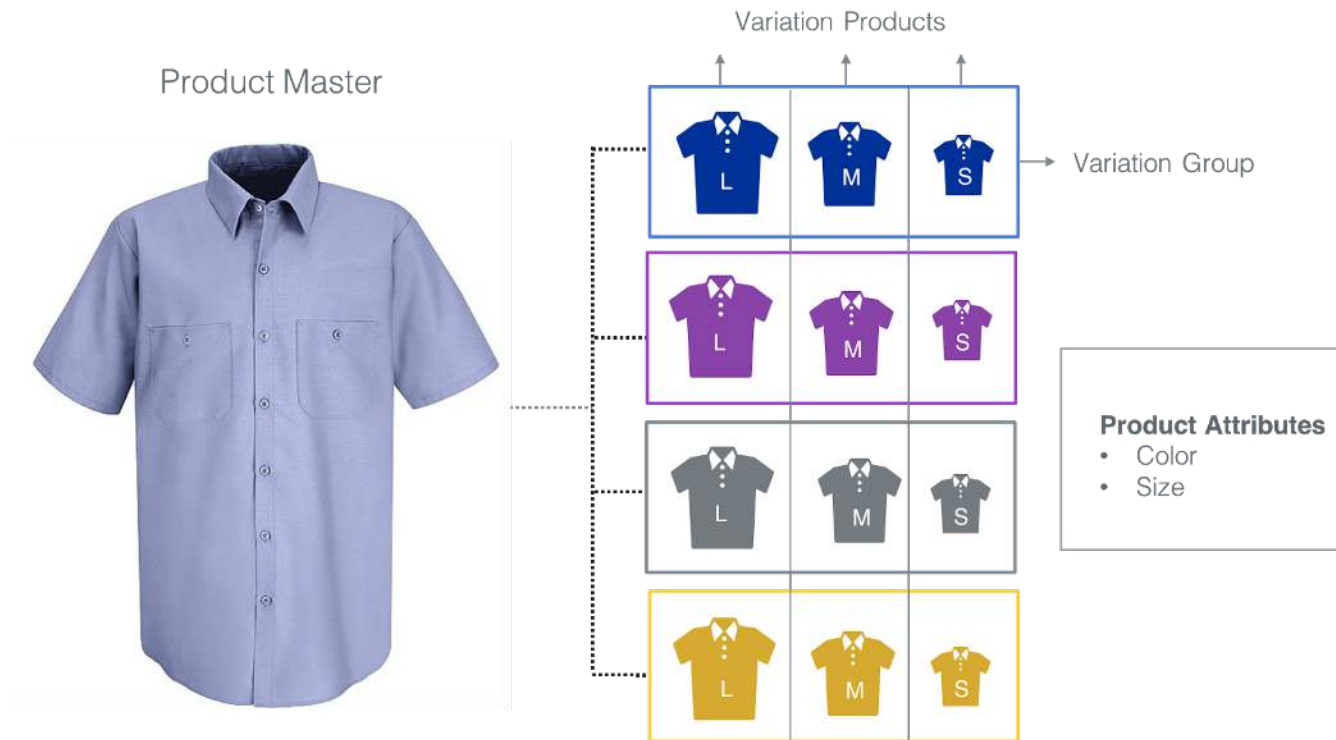 Variation Products
Product Master
L
M
S
Variation Group
L
M
S
Product Attributes
• Color
• Size
L
M
S
L
M
S